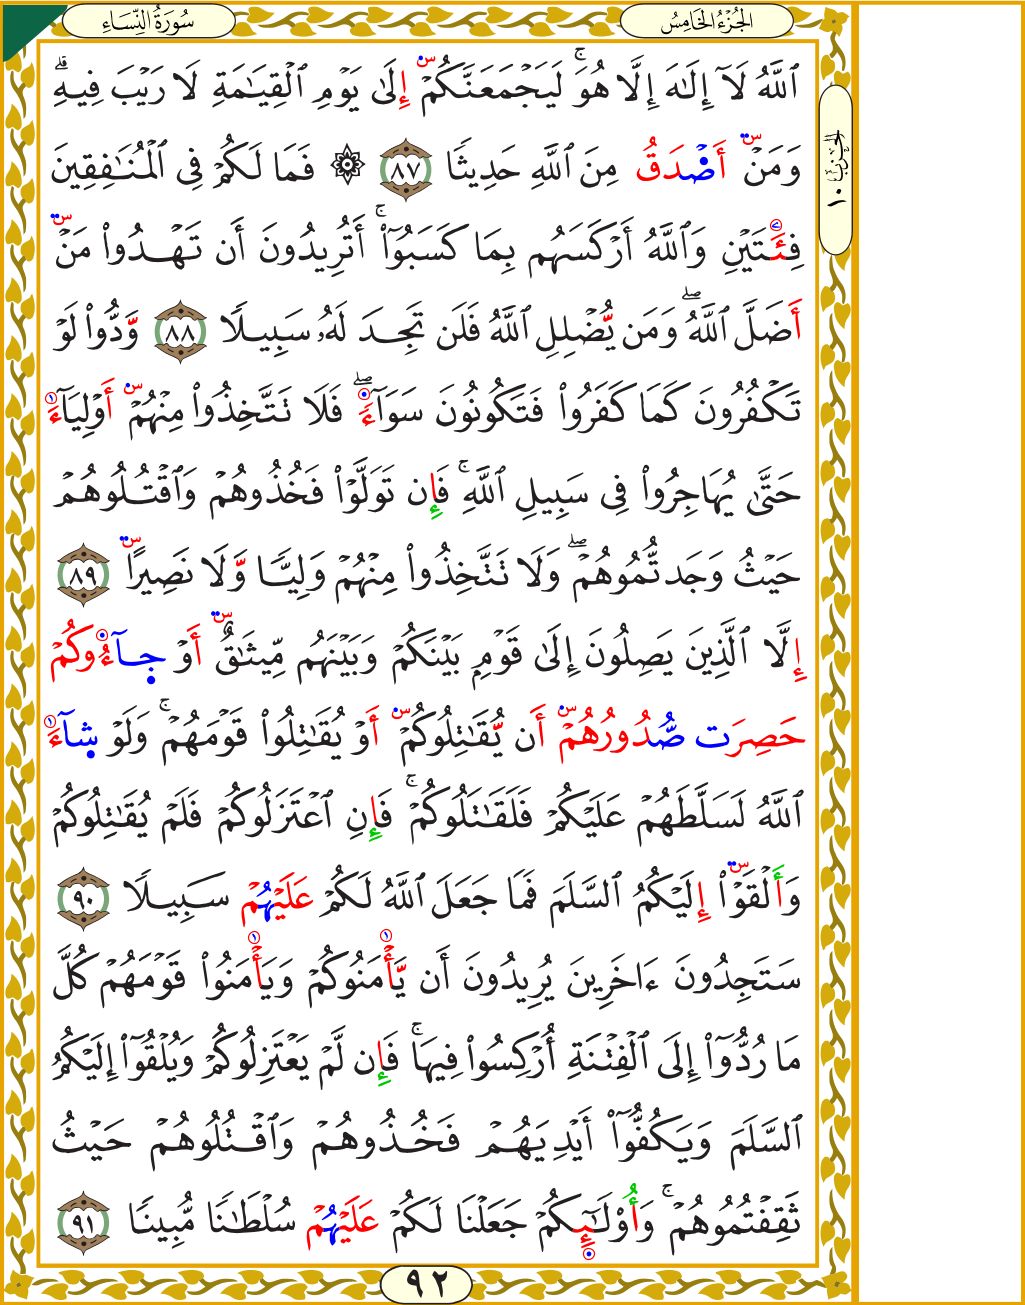 سُورَةُ النِّسَاءِ
الجُزْءُ الخَامِسُ
ٱللَّهُ لَآ إِلَٰهَ إِلَّا هُوَۚ لَيَجْمَعَنَّكُمْ إِلَىٰ يَوْمِ ٱلْقِيَٰمَةِ لَا رَيْبَ فِيهِۗ
وَمَنْ أَصْدَقُ مِنَ ٱللَّهِ حَدِيثًا ٨٧ ۞ فَمَا لَكُمْ فِى ٱلْمُنَٰفِقِينَ
فِئَتَيْنِ وَٱللَّهُ أَرْكَسَهُم بِمَا كَسَبُوٓا۟ۚ أَتُرِيدُونَ أَن تَهْدُوا۟ مَنْ
أَضَلَّ ٱللَّهُۖ وَمَن يُضْلِلِ ٱللَّهُ فَلَن تَجِدَ لَهُۥ سَبِيلًا ٨٨ وَدُّوا۟ لَوْ
تَكْفُرُونَ كَمَا كَفَرُوا۟ فَتَكُونُونَ سَوَآءًۖ فَلَا تَتَّخِذُوا۟ مِنْهُمْ أَوْلِيَآءَ
حَتَّىٰ يُهَاجِرُوا۟ فِى سَبِيلِ ٱللَّهِۚ فَإِن تَوَلَّوْا۟ فَخُذُوهُمْ وَٱقْتُلُوهُمْ
حَيْثُ وَجَدتُّمُوهُمْۖ وَلَا تَتَّخِذُوا۟ مِنْهُمْ وَلِيًّا وَلَا نَصِيرًا ٨٩
إِلَّا ٱلَّذِينَ يَصِلُونَ إِلَىٰ قَوْمٍۭ بَيْنَكُمْ وَبَيْنَهُم مِّيثَٰقٌ أَوْ جَآءُوكُمْ
حَصِرَتْ صُدُورُهُمْ أَن يُقَٰتِلُوكُمْ أَوْ يُقَٰتِلُوا۟ قَوْمَهُمْۚ وَلَوْ شَآءَ
ٱللَّهُ لَسَلَّطَهُمْ عَلَيْكُمْ فَلَقَٰتَلُوكُمْۚ فَإِنِ ٱعْتَزَلُوكُمْ فَلَمْ يُقَٰتِلُوكُمْ
وَأَلْقَوْا۟ إِلَيْكُمُ ٱلسَّلَمَ فَمَا جَعَلَ ٱللَّهُ لَكُمْ عَلَيْهُمْ سَبِيلًا ٩٠
سَتَجِدُونَ ءَاخَرِينَ يُرِيدُونَ أَن يَأْمَنُوكُمْ وَيَأْمَنُوا۟ قَوْمَهُمْ كُلَّ
مَا رُدُّوٓا۟ إِلَى ٱلْفِتْنَةِ أُرْكِسُوا۟ فِيهَاۚ فَإِن لَّمْ يَعْتَزِلُوكُمْ وَيُلْقُوٓا۟ إِلَيْكُمُ
ٱلسَّلَمَ وَيَكُفُّوٓا۟ أَيْدِيَهُمْ فَخُذُوهُمْ وَٱقْتُلُوهُمْ حَيْثُ
ثَقِفْتُمُوهُمْۚ وَأُو۟لَٰٓئِكُمْ جَعَلْنَا لَكُمْ عَلَيْهُمْ سُلْطَٰنًا مُّبِينًا ٩١
الحِزْبُ ١٠
٩٢